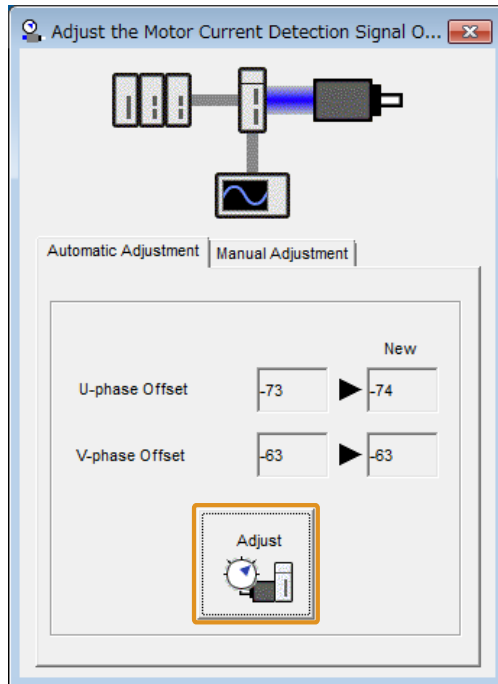 Adjust the Motor Current Detection Signal O...
Automatic Adjustment Manual Adjustment
New
U-phase Offset -73 -74
V-phase Offset -63 -63
Adjust